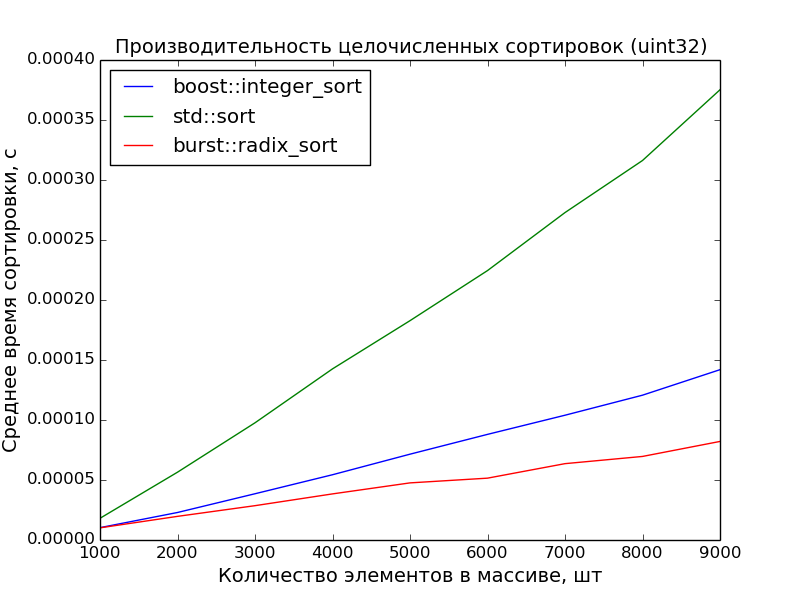 Производительность целочисленных сортировок (uint32)
boost::integer_sort
std::sort
burst::radix_sort
Среднее время сортировки, с
0.00040
0.00035
0.00030
0.00025
0.00020
0.00015
0.00010
0.00005
0.00000
1000 2000 3000 4000 5000 6000 7000 8000 9000
Количество элементов в массиве, шт